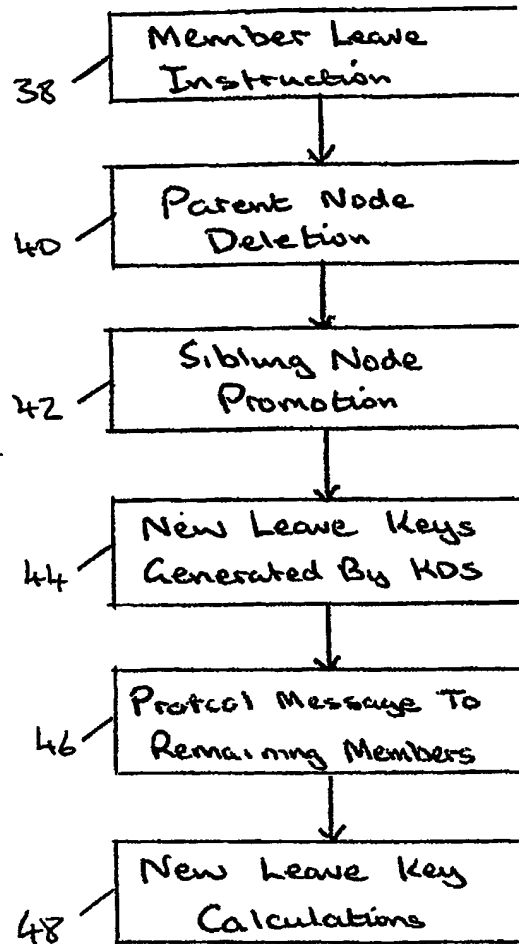 Member Leave
Instruction
38
Parent Node
Deletion
40
Sibling Node
Promotion
42
New Leave Keys
Generated By KDS
44
Protcol Message To
Remaining Members
46
New Leave Key
Calculations
48